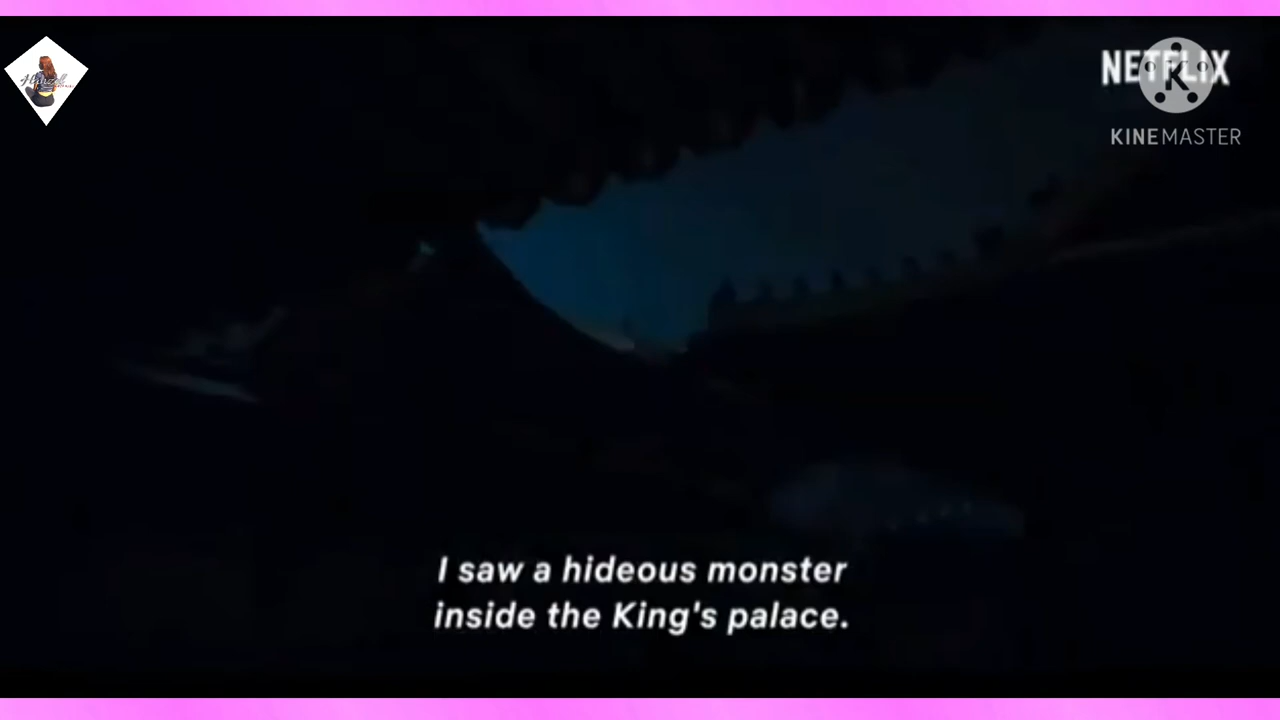 NETFLIX
K
KINEMASTER
I saw a hideous monster
inside the King's palace.